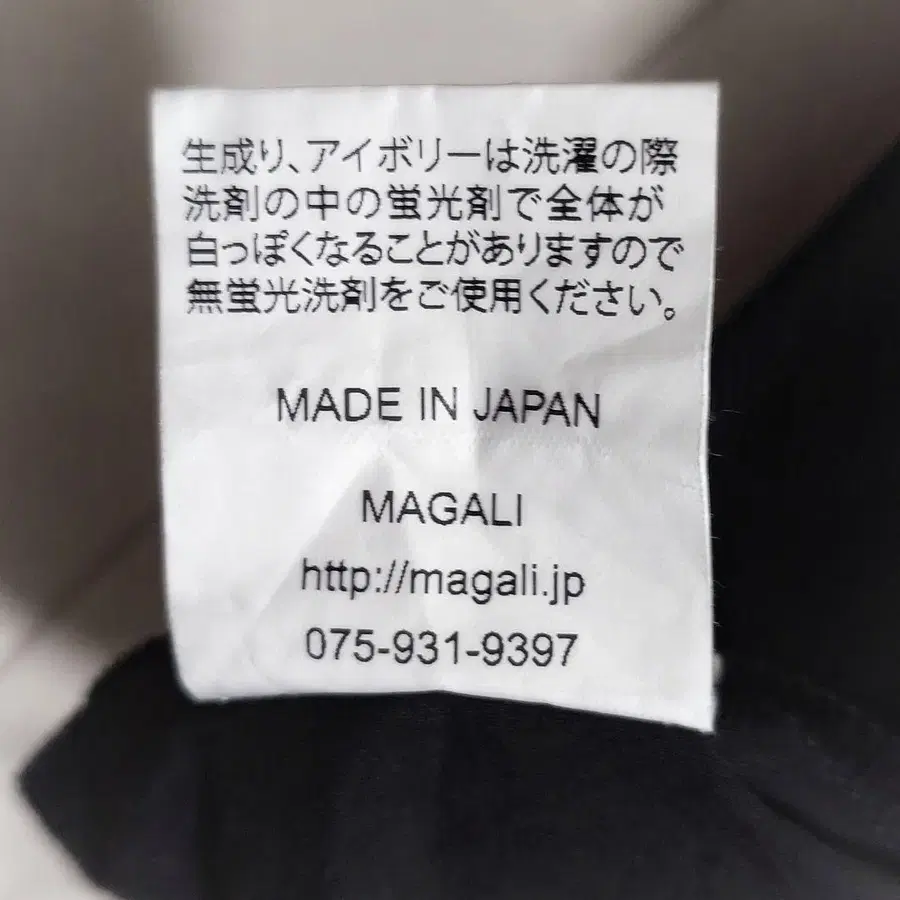 生成り、アイボリーは洗濯の際
洗剤の中の蛍光剤で全体が
白っぽくなることがありますので
無蛍光洗剤をご使用ください。
MADE IN JAPAN
MAGALI
http://magali.jp
075-931-9397